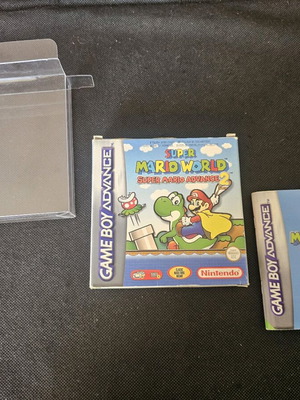 SUPER
MARIO WORLD
SUPER MARIO ADVANCE 2
GAME BOY ADVANCE
Nintendo
GAME BOY ADVANCE